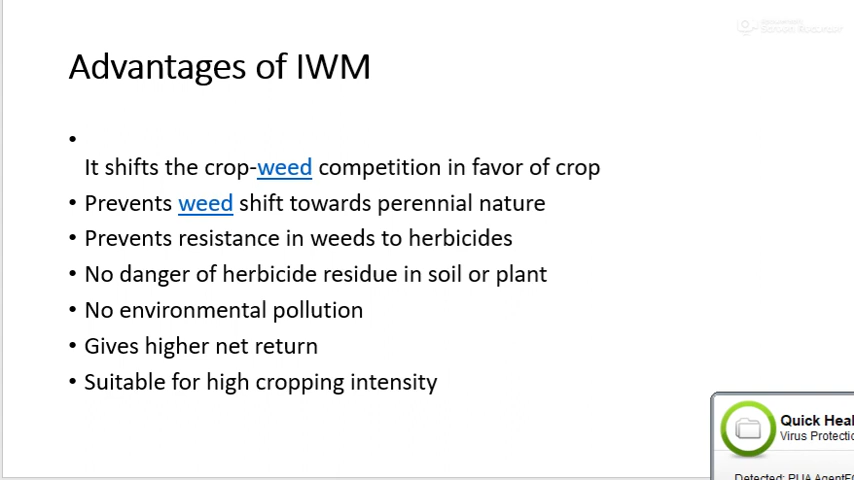 Advantages of IWM
•
It shifts the crop-weed competition in favor of crop
• Prevents weed shift towards perennial nature
• Prevents resistance in weeds to herbicides
• No danger of herbicide residue in soil or plant
• No environmental pollution
• Gives higher net return
• Suitable for high cropping intensity
Quick Heal
Virus Protectio
Detected: PUA